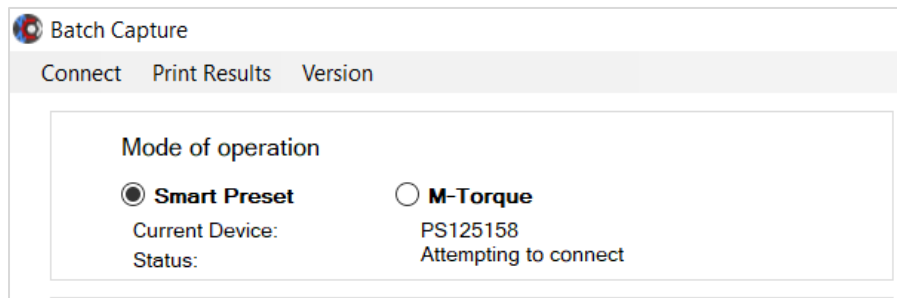 Batch Capture
Connect Print Results Version
Mode of operation
Smart Preset M-Torque
Current Device: PS125158
Status: Attempting to connect